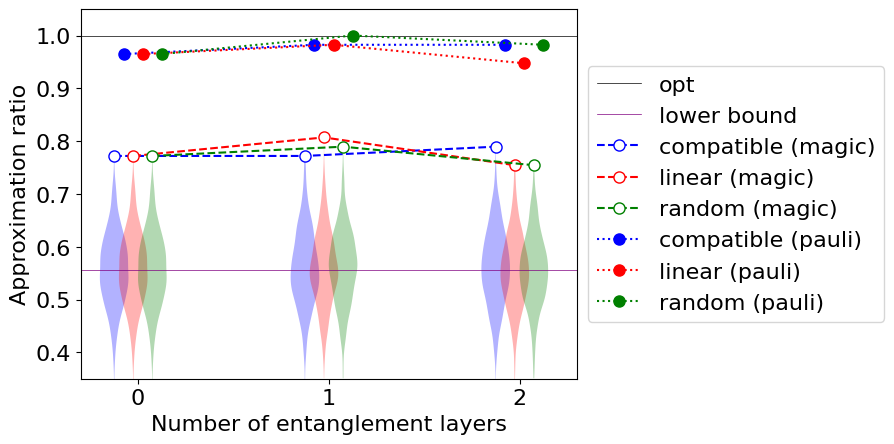 Approximation ratio
1.0
0.9
0.8
0.7
0.6
0.5
0.4
0
1
2
Number of entanglement layers
opt
lower bound
compatible (magic)
linear (magic)
random (magic)
compatible (pauli)
linear (pauli)
random (pauli)